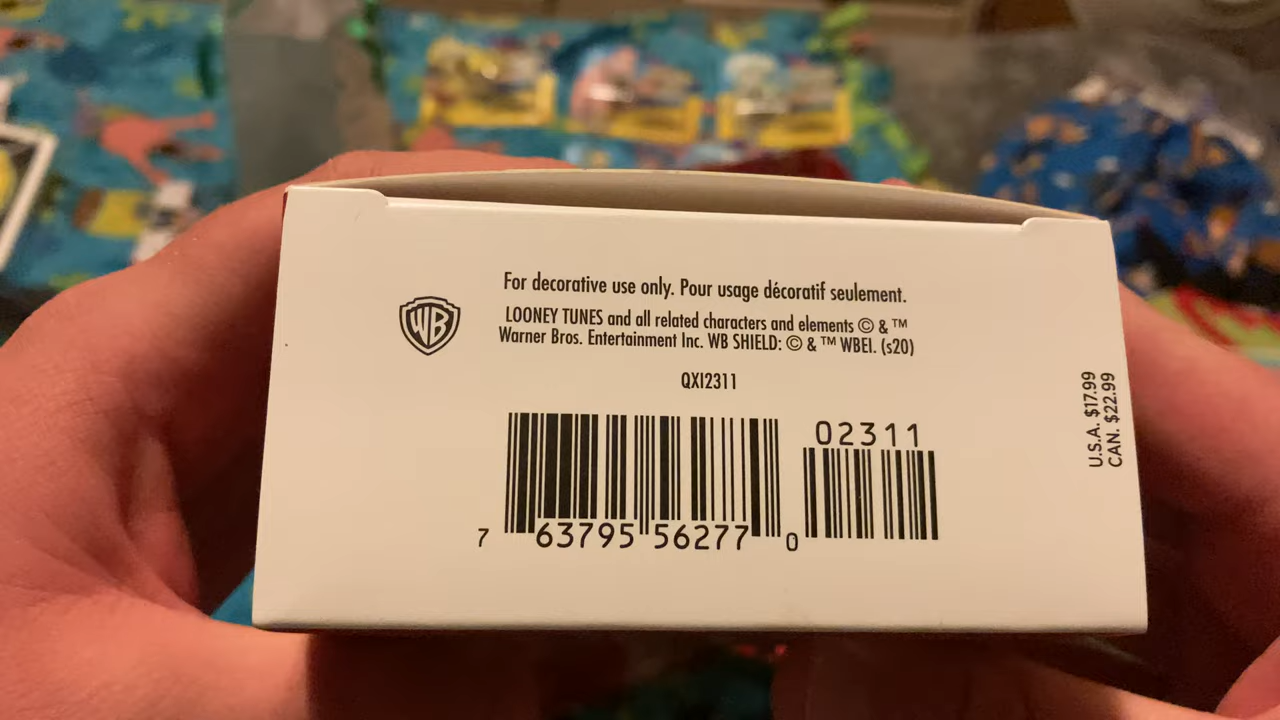 For decorative use only. Pour usage décoratif seulement.
WB
LOONEY TUNES and all related characters and elements © & ™
Warner Bros. Entertainment Inc. WB SHIELD: © & ™ WBEI. (s20)
QXI2311
02311
7 63795 56277 0
U.S.A. $17.99
CAN. $22.99